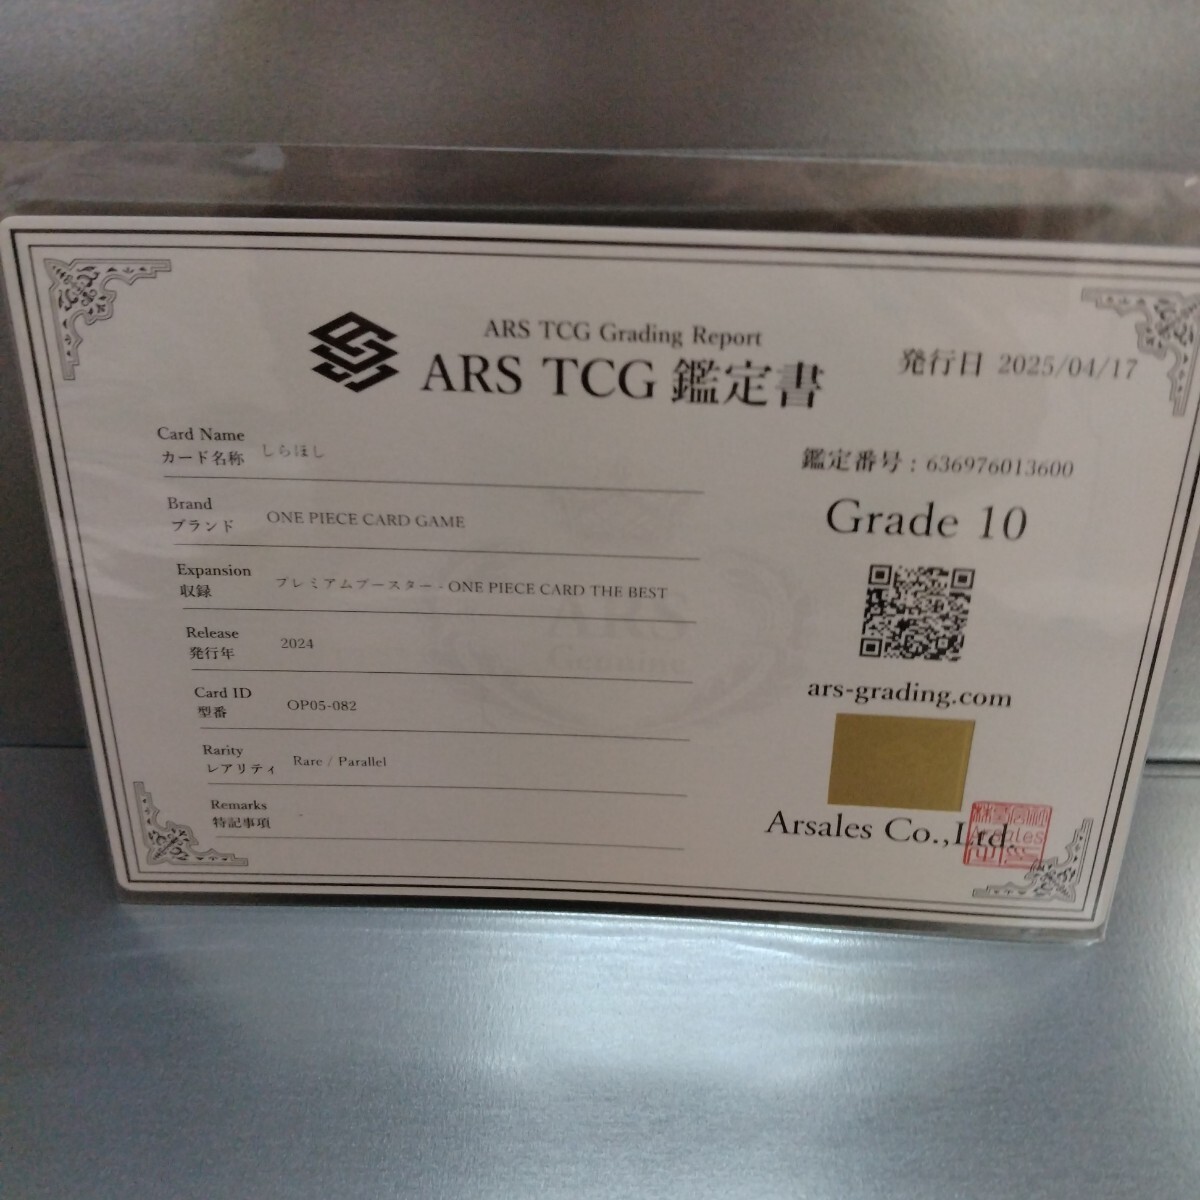 ARS TCG Grading Report
ARS TCG 鑑定書
発行日 2025/04/17
Card Name
カード名称 しらほし
Brand
ブランド ONE PIECE CARD GAME
Expansion
収録 プレミアムブースター - ONE PIECE CARD THE BEST
Release
発行年 2024
Card ID
型番 OP05-082
Rarity
レアリティ Rare / Parallel
Remarks
特記事項 -
鑑定番号 : 636976013600
Grade 10
ars-grading.com
Arsales Co.,Ltd.
Arsales
ARS
Genuine